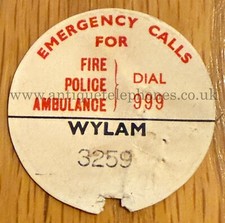 EMERGENCY CALLS
FOR
FIRE
POLICE
AMBULANCE
DIAL
999
www.antiquetelephones.co.uk
WYLAM
3259